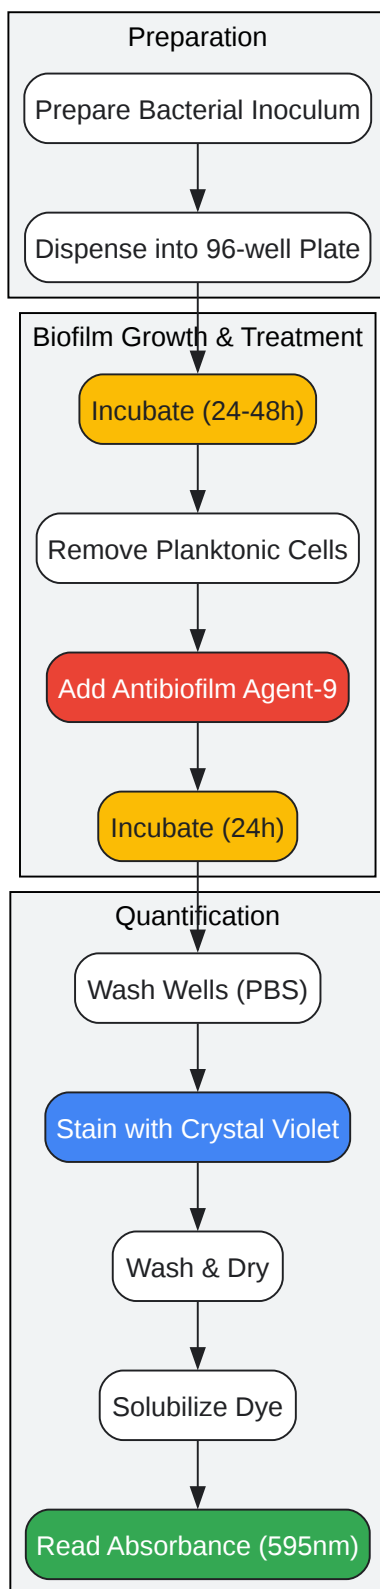 Preparation
Prepare Bacterial Inoculum
Dispense into 96-well Plate
Biofilm Growth & Treatment
Incubate (24-48h)
Remove Planktonic Cells
Add Antibiofilm Agent-9
Incubate (24h)
Quantification
Wash Wells (PBS)
Stain with Crystal Violet
Wash & Dry
Solubilize Dye
Read Absorbance (595nm)